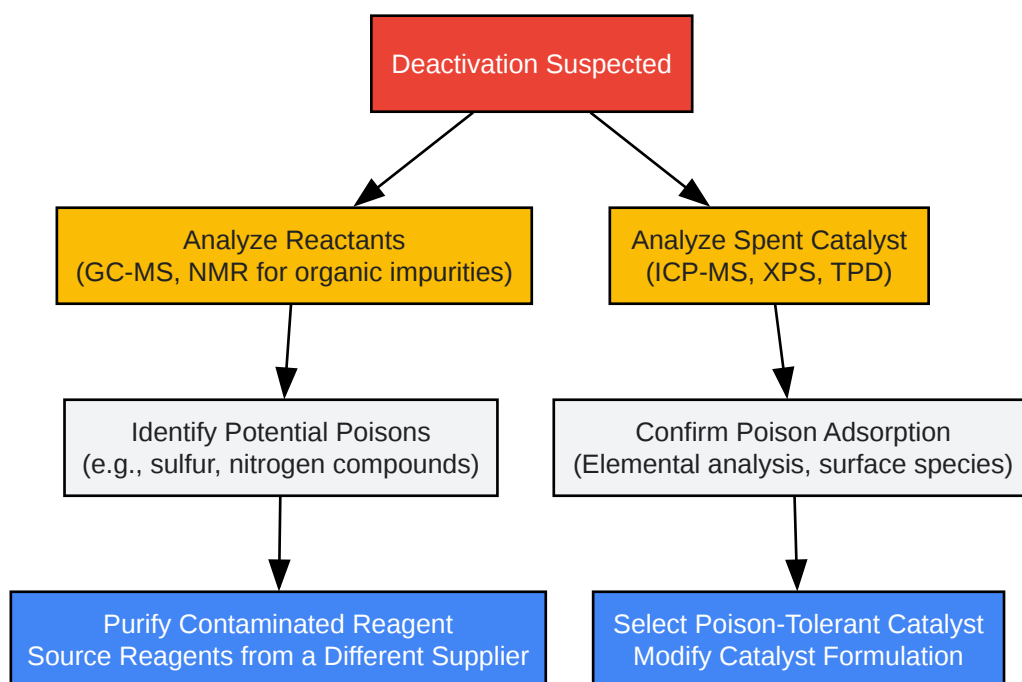 Deactivation Suspected
Analyze Reactants
(GC-MS, NMR for organic impurities)
Analyze Spent Catalyst
(ICP-MS, XPS, TPD)
Identify Potential Poisons
(e.g., sulfur, nitrogen compounds)
Confirm Poison Adsorption
(Elemental analysis, surface species)
Purify Contaminated Reagent
Source Reagents from a Different Supplier
Select Poison-Tolerant Catalyst
Modify Catalyst Formulation